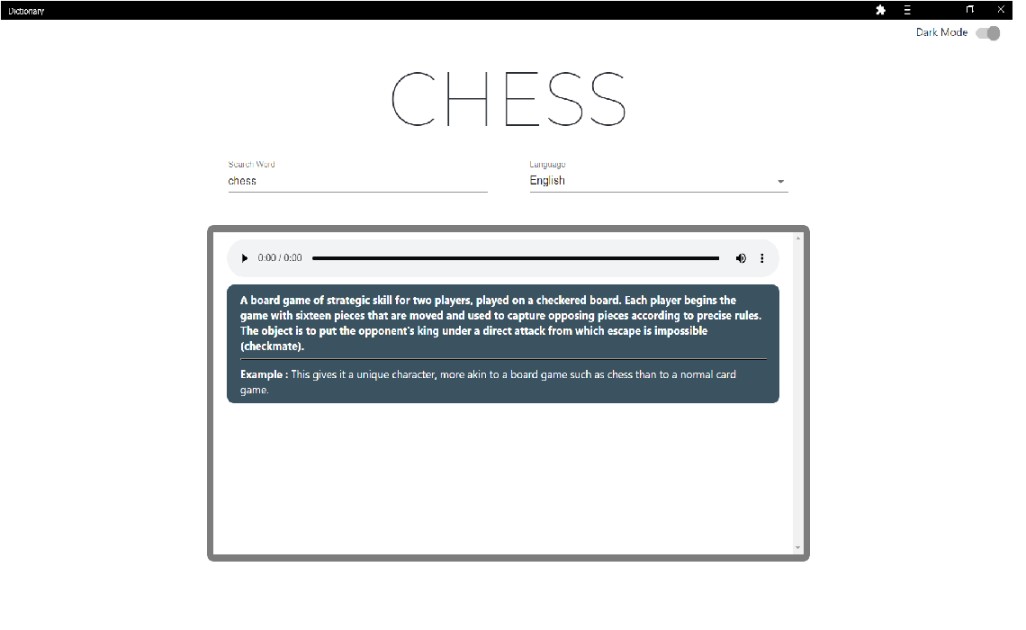 Dictionary
Dark Mode
CHESS
Search Word
Language
chess
English
0:00 / 0:00
A board game of strategic skill for two players, played on a checkered board. Each player begins the
game with sixteen pieces that are moved and used to capture opposing pieces according to precise rules.
The object is to put the opponent's king under a direct attack from which escape is impossible
(checkmate).
Example : This gives it a unique character, more akin to a board game such as chess than to a normal card
game.